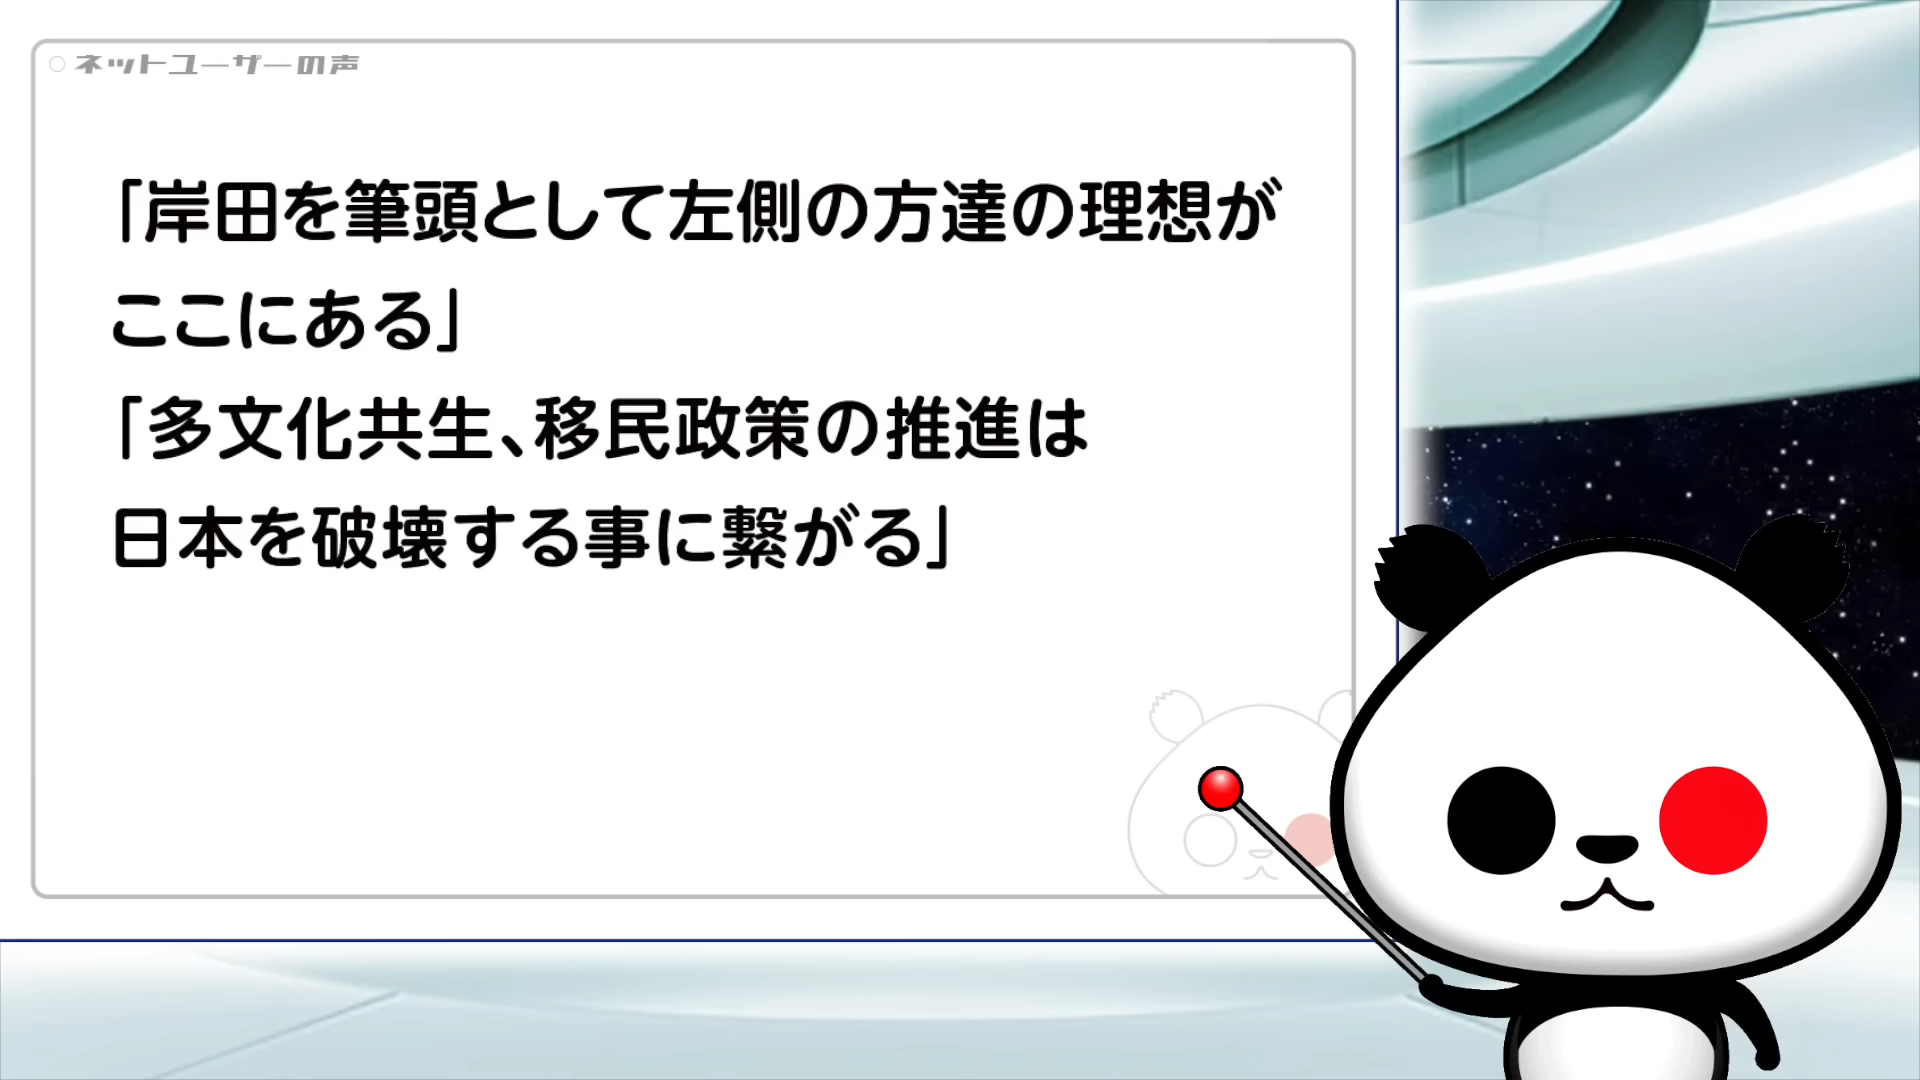 ネットユーザーの声
「岸田を筆頭として左側の方達の理想が
ここにある」
「多文化共生、移民政策の推進は
日本を破壊する事に繋がる」